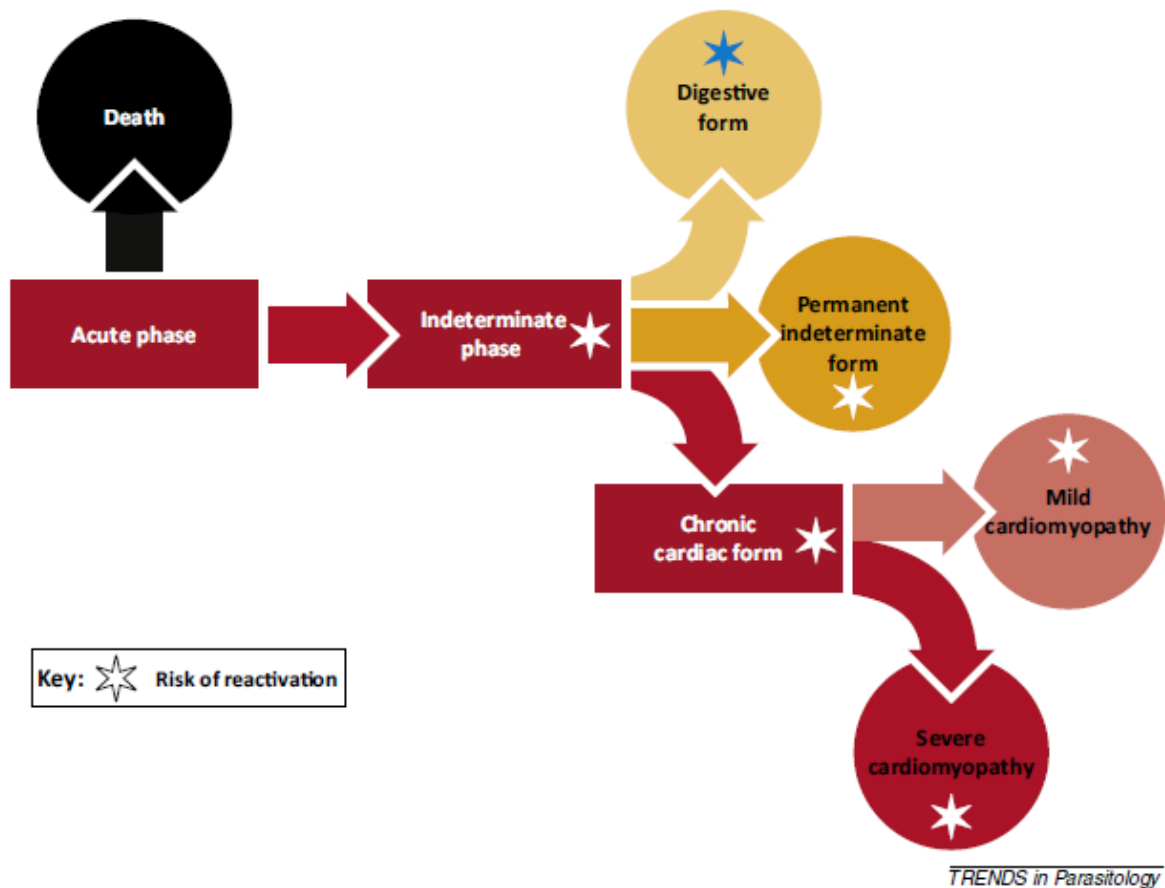 Death
Digestive
form
Acute phase
Indeterminate
phase
Permanent
indeterminate
form
Chronic
cardiac form
Mild
cardiomyopathy
Key: Risk of reactivation
Severe
cardiomyopathy
TRENDS in Parasitology